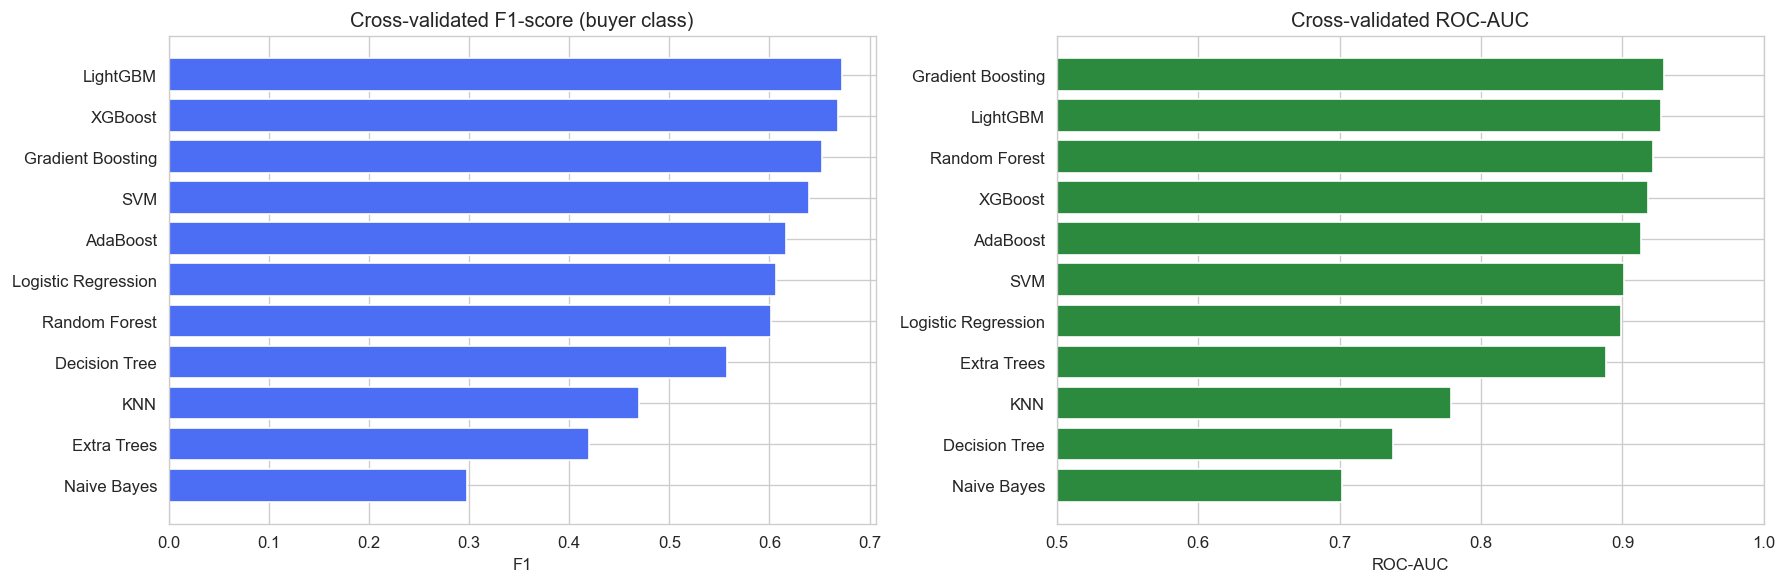 Cross-validated F1-score (buyer class)
LightGBM
XGBoost
Gradient Boosting
SVM
AdaBoost
Logistic Regression
Random Forest
Decision Tree
KNN
Extra Trees
Naive Bayes
0.0 0.1 0.2 0.3 0.4 0.5 0.6 0.7
F1
Cross-validated ROC-AUC
Gradient Boosting
LightGBM
Random Forest
XGBoost
AdaBoost
SVM
Logistic Regression
Extra Trees
KNN
Decision Tree
Naive Bayes
0.5 0.6 0.7 0.8 0.9 1.0
ROC-AUC